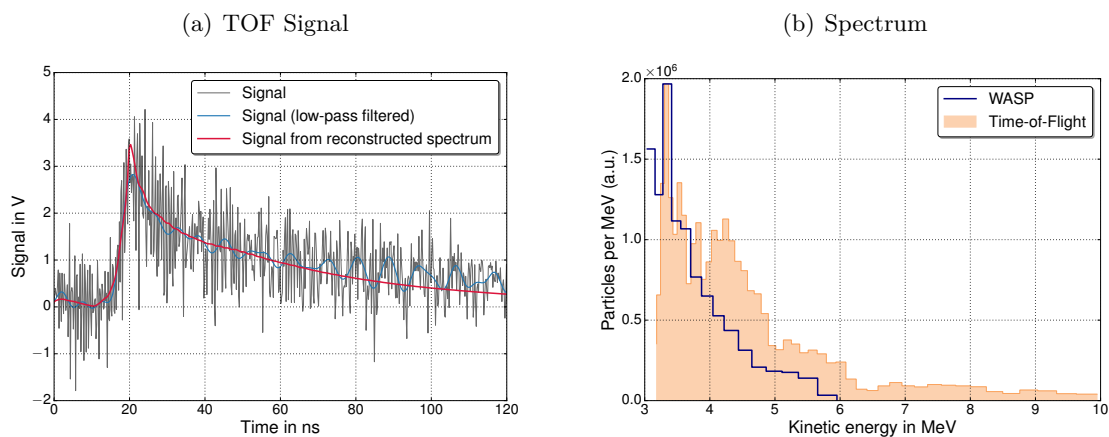 (a) TOF Signal
5
4
3
2
1
0
−1
−2
Signal in V
Signal
Signal (low-pass filtered)
Signal from reconstructed spectrum
0 20 40 60 80 100 120
Time in ns
(b) Spectrum
×10⁶
2.0
1.5
1.0
0.5
0.0
Particles per MeV (a.u.)
WASP
Time-of-Flight
3 4 5 6 7 8 9 10
Kinetic energy in MeV